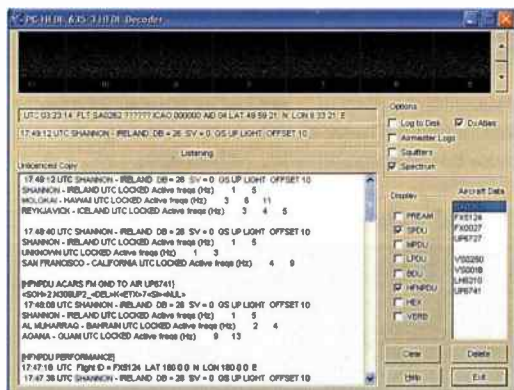 PC-HFDL 6.15-3 HFDL Decoder
UTC 03:23:14 FLT SA0262 ?????? ICAO 000000 AID 04 LAT 49 59 21 N LON 8 33 21 E
17:49:12 UTC SHANNON - IRELAND DB = 26 SV = 0 GS UP LIGHT OFFSET 10
Listening
Unlicenced Copy
17:49:12 UTC SHANNON - IRELAND DB = 26 SV = 0 GS UP LIGHT OFFSET 10
SHANNON - IRELAND UTC LOCKED Active freqs (Hz) 1 5
MOLOKAI - HAWAII UTC LOCKED Active freqs (Hz) 3 6 11
REYKJAVICK - ICELAND UTC LOCKED Active freqs (Hz) 3 4 5
17:48:40 UTC SHANNON - IRELAND DB = 26 SV = 0 GS UP LIGHT OFFSET 10
SHANNON - IRELAND UTC LOCKED Active freqs (Hz) 1 5
UNKNOWN UTC LOCKED Active freqs (Hz) 1 3
SAN FRANCISCO - CALIFORNIA UTC LOCKED Active freqs (Hz) 4 9
[HFNPDU ACARS FM GND TO AIR UP6741]
17:48:08 UTC SHANNON - IRELAND DB = 26 SV = 0 GS UP LIGHT OFFSET 10
SHANNON - IRELAND UTC LOCKED Active freqs (Hz) 1 5
AL MUHARRAQ - BAHRAIN UTC LOCKED Active freqs (Hz) 2 4
AGANA - GUAM UTC LOCKED Active freqs (Hz) 9 13
[HFNPDU PERFORMANCE]
17:47:16 UTC Flight ID = FX5124 LAT 180 0 0 N LON 180 0 0 E
17:47:36 UTC SHANNON - IRELAND DB = 26 SV = 0 GS UP LIGHT OFFSET 10
Options
Log to Disk
DxAtlas
Airmaster Logs
Squitters
Spectrum
Display
PREAM
SPDU
MPDU
LPDU
BDU
HFNPDU
HEX
VERB
Aircraft Data
FX5124
FX0027
UP6727
VS0250
VS0018
LH8210
UP6741
Clear
Delete
Help
Exit